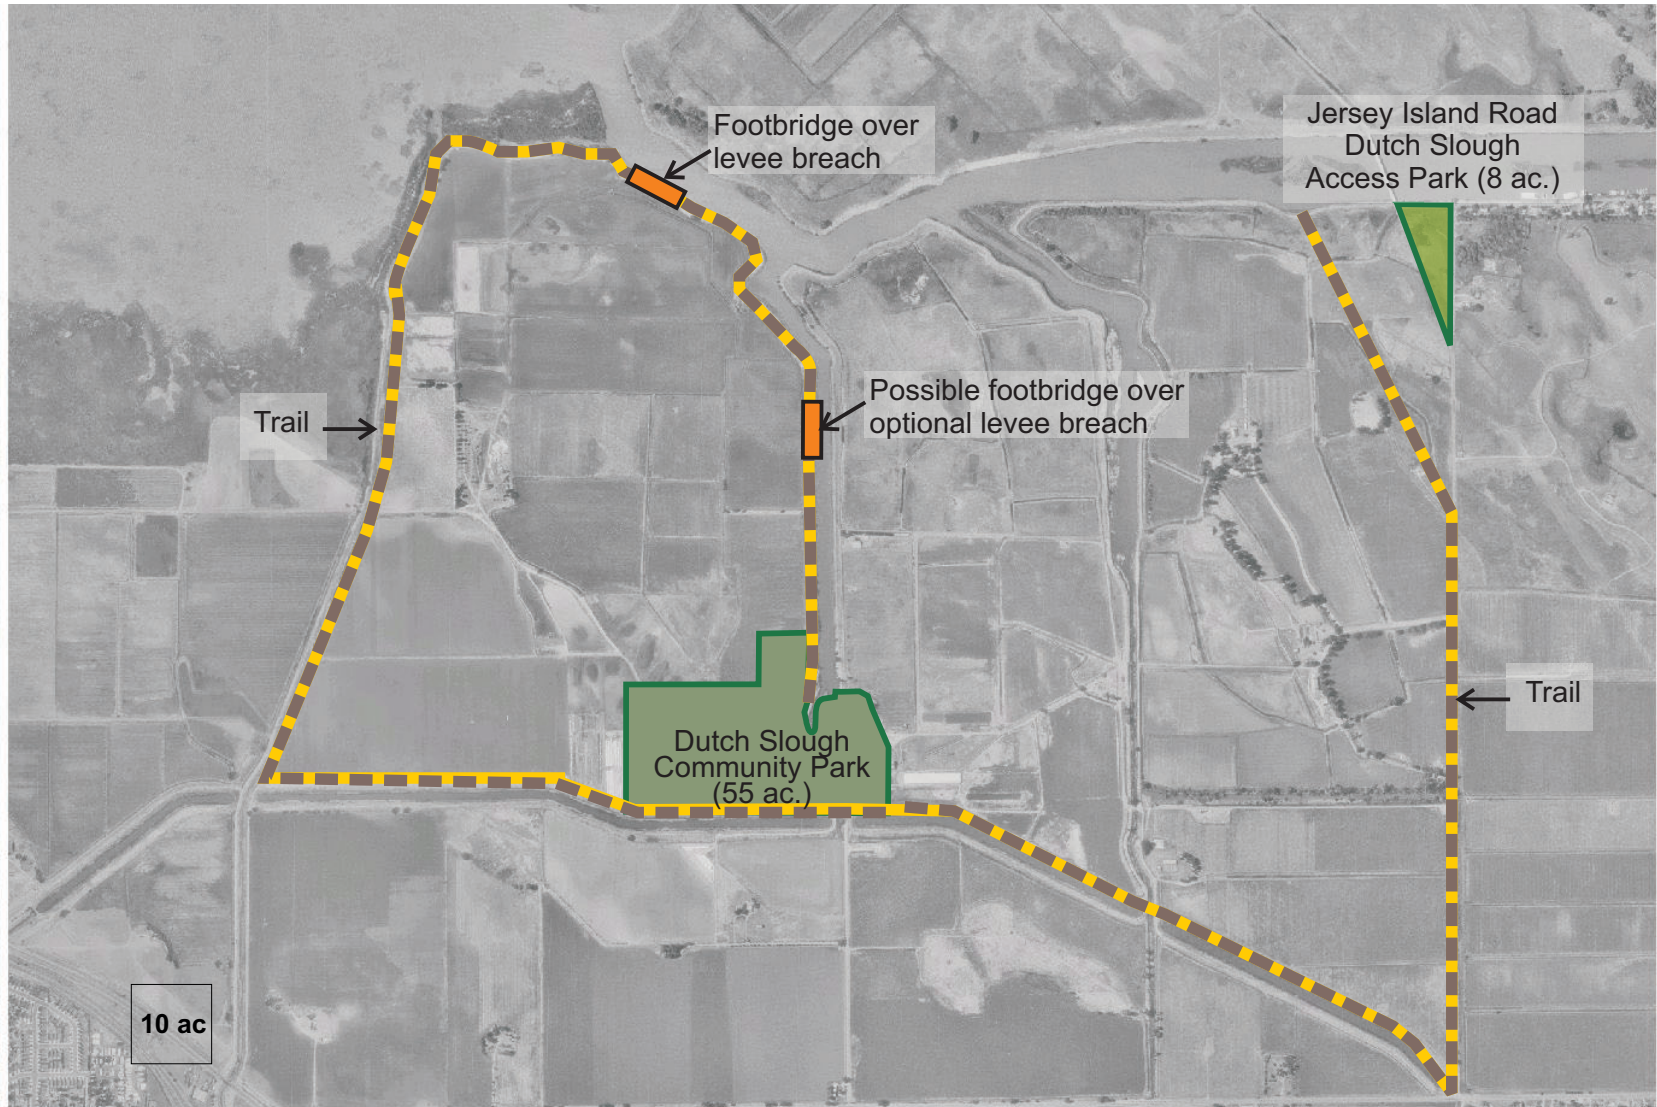 Footbridge over
levee breach
Jersey Island Road
Dutch Slough
Access Park (8 ac.)
Trail
Possible footbridge over
optional levee breach
Trail
Dutch Slough
Community Park
(55 ac.)
10 ac